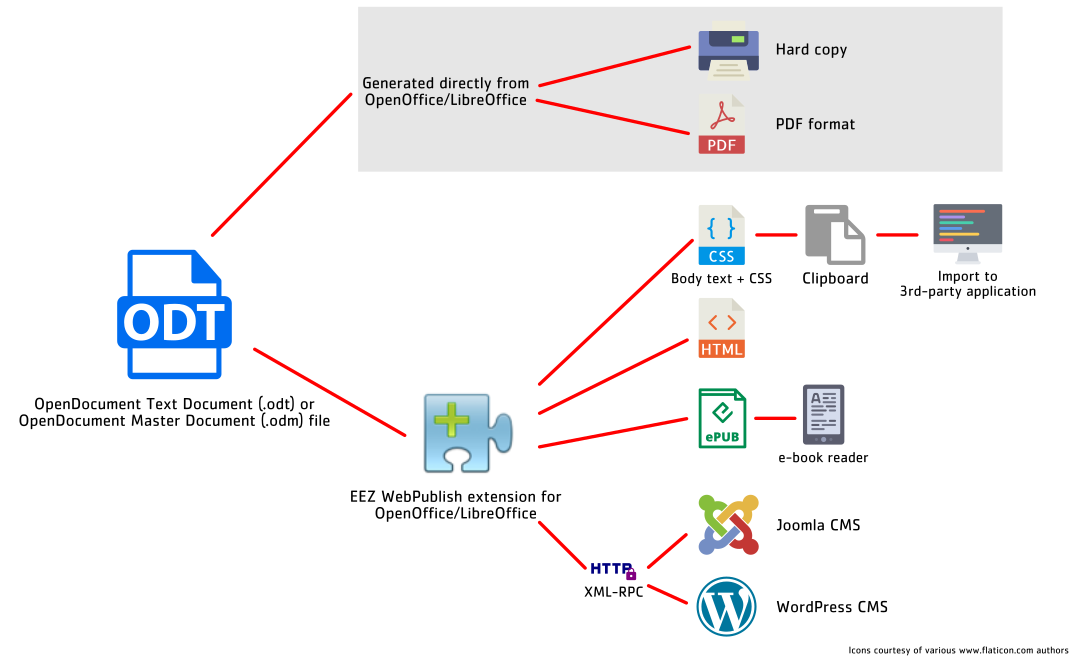 Hard copy
Generated directly from
OpenOffice/LibreOffice
PDF format
PDF
{ }
CSS
Body text + CSS
Clipboard
Import to
3rd-party application
< >
HTML
ODT
OpenDocument Text Document (.odt) or
OpenDocument Master Document (.odm) file
ePUB
A
e-book reader
EEZ WebPublish extension for
OpenOffice/LibreOffice
Joomla CMS
HTTP
XML-RPC
W
WordPress CMS
Icons courtesy of various www.flaticon.com authors